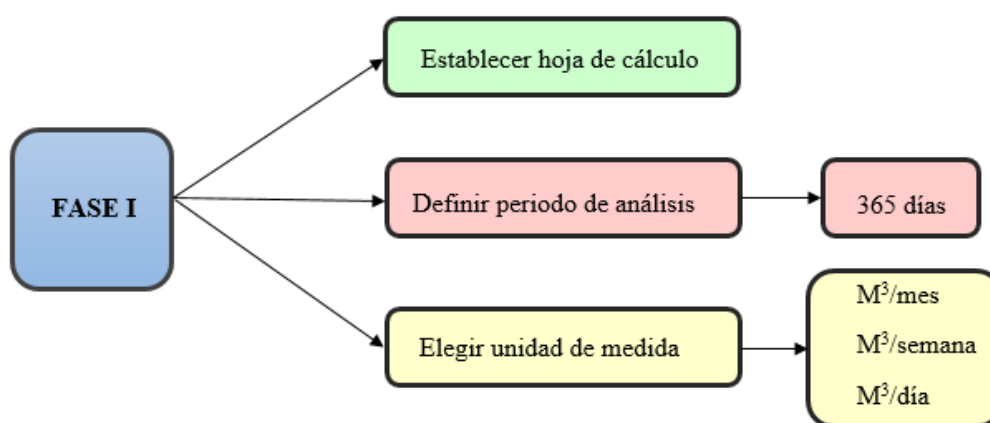 FASE I
Establecer hoja de cálculo
Definir periodo de análisis
365 días
Elegir unidad de medida
M³/mes
M³/semana
M³/día